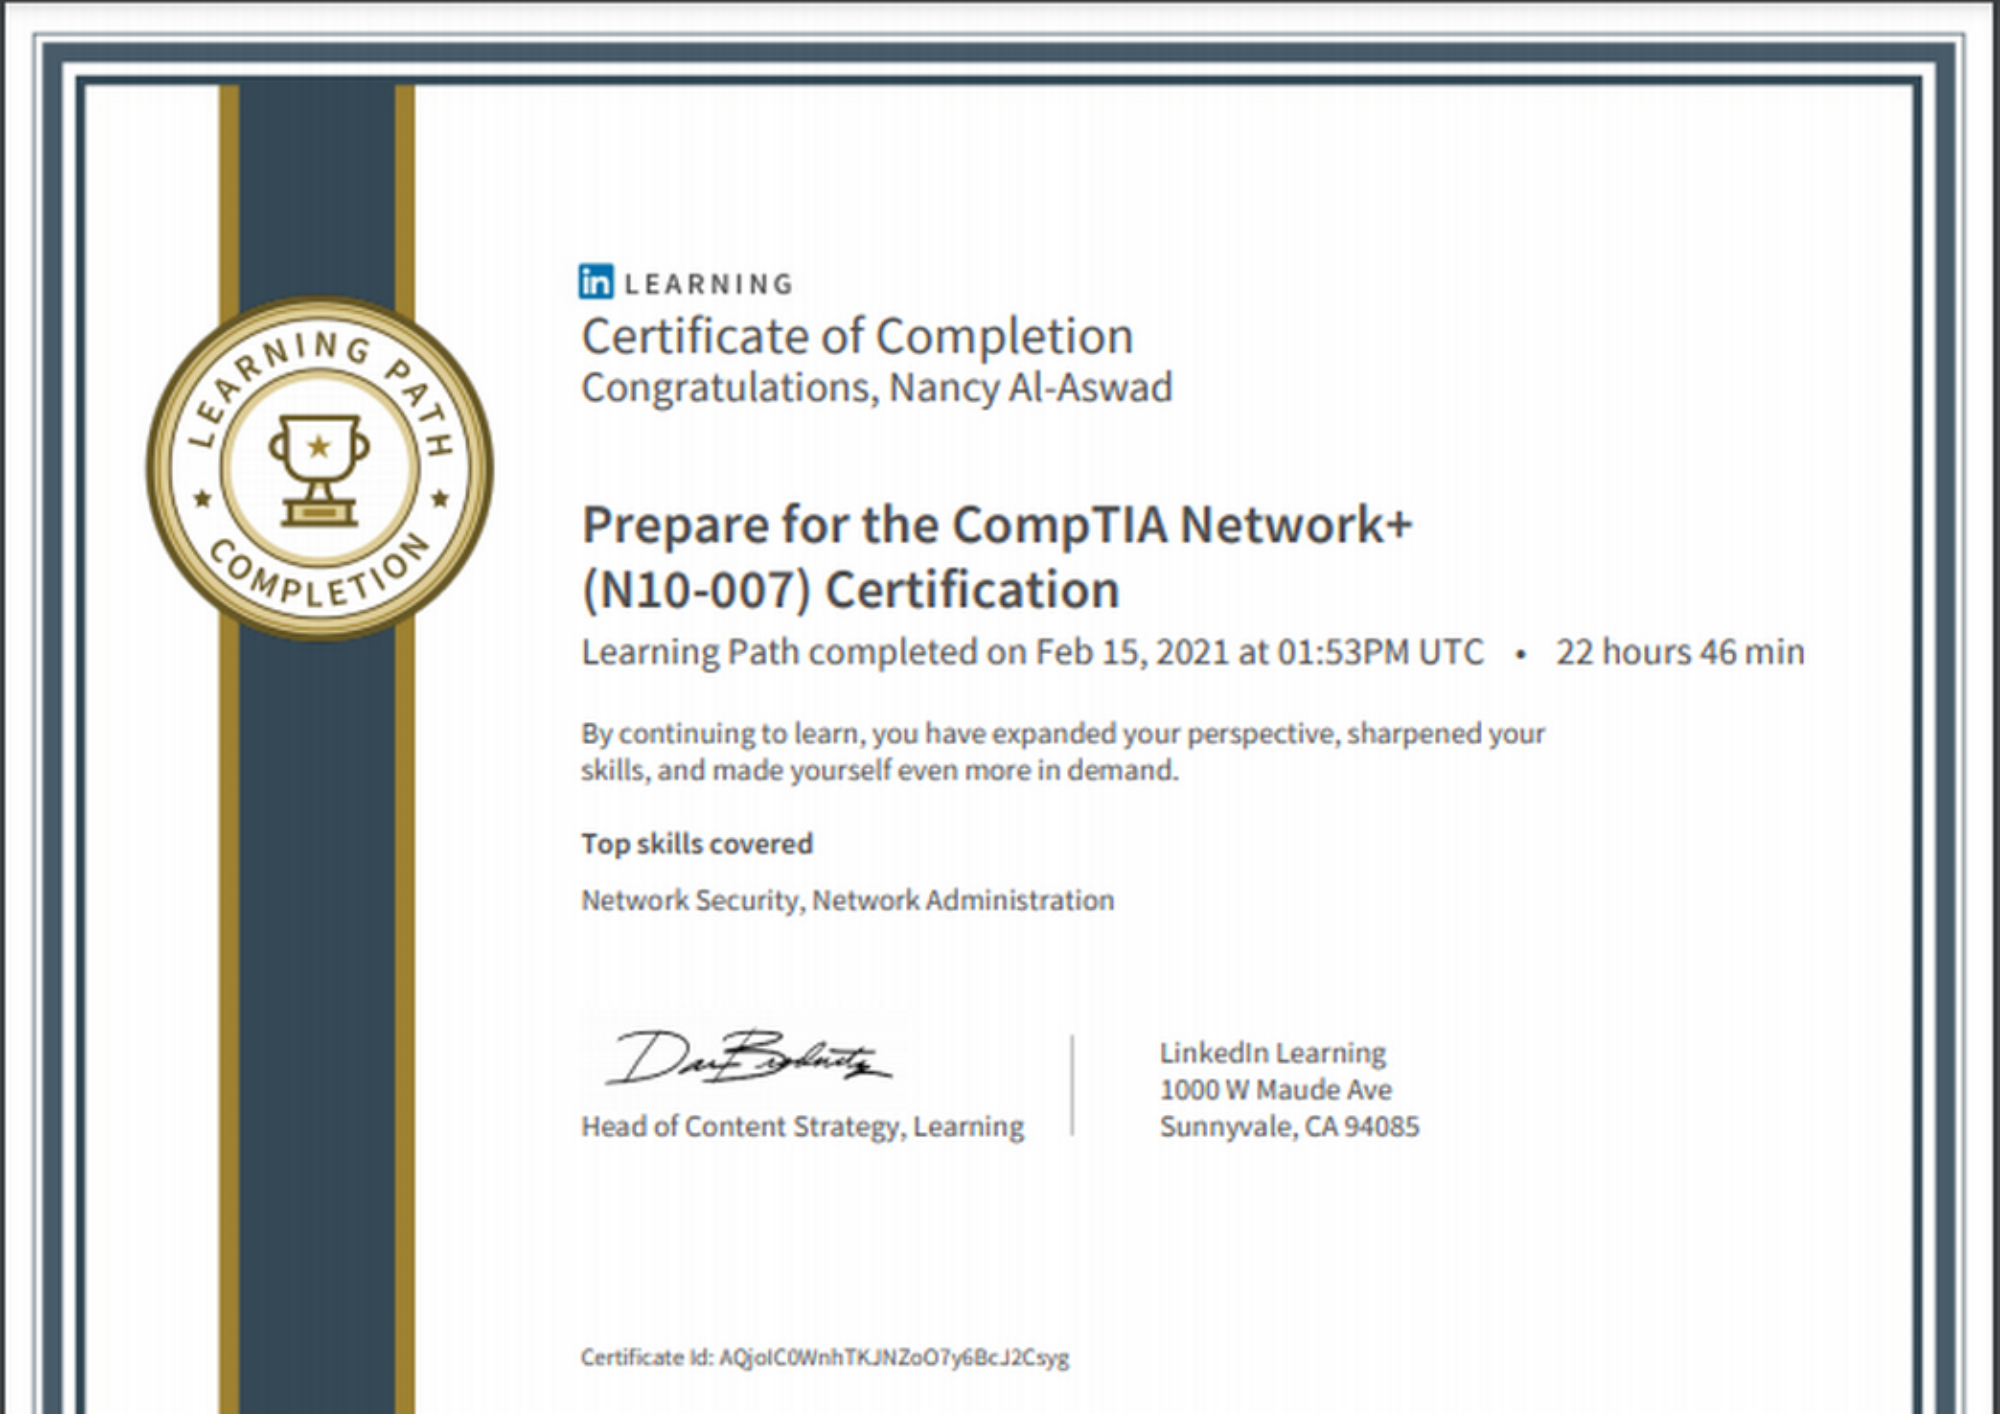 LEARNING PATH
COMPLETION
in LEARNING
Certificate of Completion
Congratulations, Nancy Al-Aswad
Prepare for the CompTIA Network+
(N10-007) Certification
Learning Path completed on Feb 15, 2021 at 01:53PM UTC • 22 hours 46 min
By continuing to learn, you have expanded your perspective, sharpened your
skills, and made yourself even more in demand.
Top skills covered
Network Security, Network Administration
Head of Content Strategy, Learning
LinkedIn Learning
1000 W Maude Ave
Sunnyvale, CA 94085
Certificate Id: AQjoIC0WnhTKJNZoO7y6BcJ2Csyg